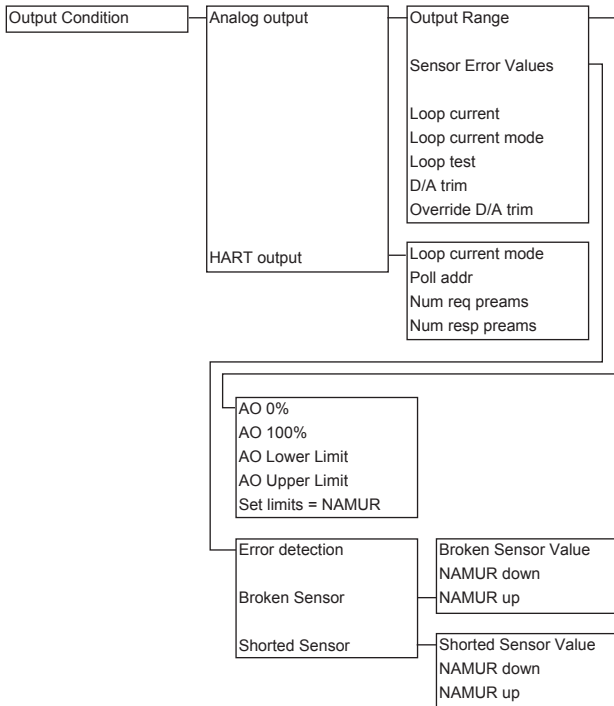 Output Condition
Analog output
HART output
Output Range
Sensor Error Values
Loop current
Loop current mode
Loop test
D/A trim
Override D/A trim
Loop current mode
Poll addr
Num req preams
Num resp preams
AO 0%
AO 100%
AO Lower Limit
AO Upper Limit
Set limits = NAMUR
Error detection
Broken Sensor
Shorted Sensor
Broken Sensor Value
NAMUR down
NAMUR up
Shorted Sensor Value
NAMUR down
NAMUR up